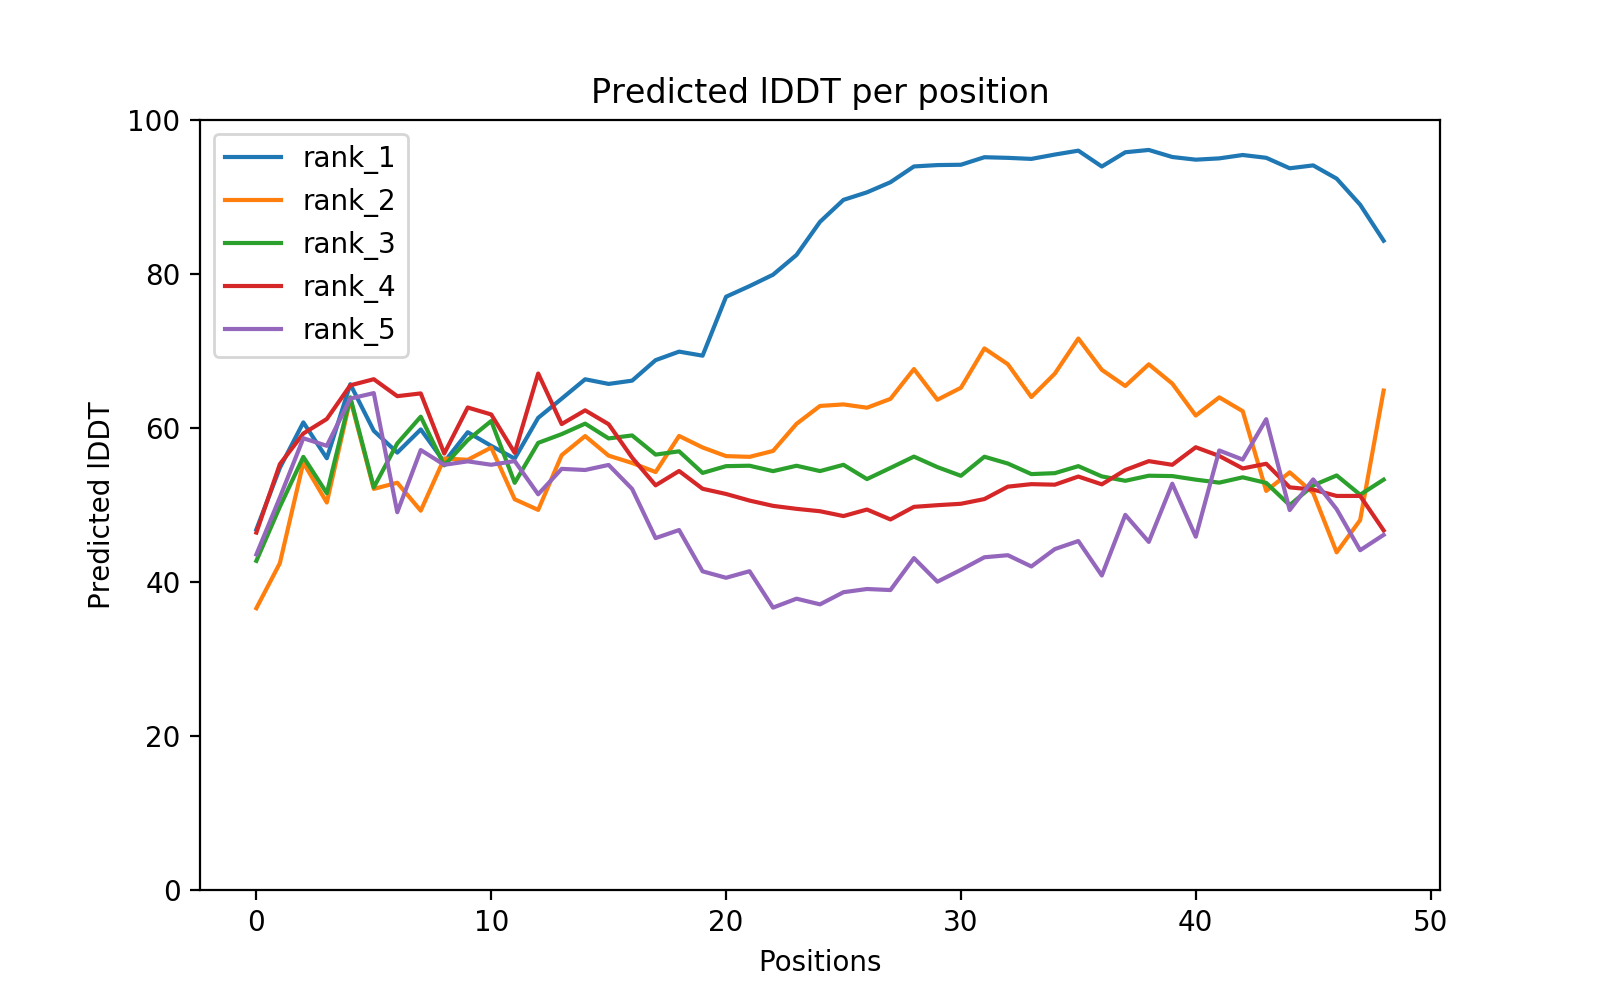 Predicted lDDT per position
100
80
60
40
20
0
Predicted lDDT
rank_1
rank_2
rank_3
rank_4
rank_5
0 10 20 30 40 50
Positions